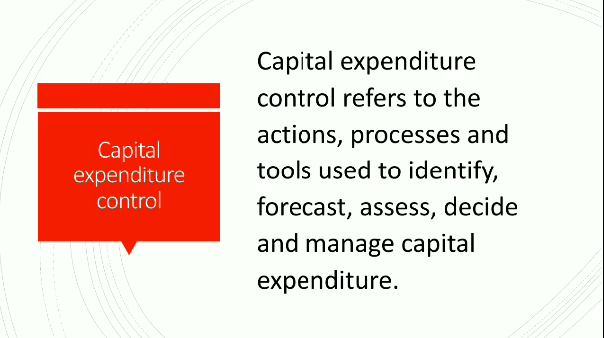 Capital
expenditure
control
Capital expenditure
control refers to the
actions, processes and
tools used to identify,
forecast, assess, decide
and manage capital
expenditure.